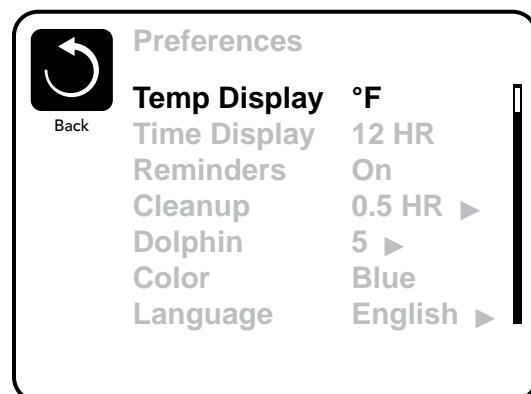 Preferences
Back
Temp Display °F
Time Display 12 HR
Reminders On
Cleanup 0.5 HR ▶
Dolphin 5 ▶
Color Blue
Language English ▶